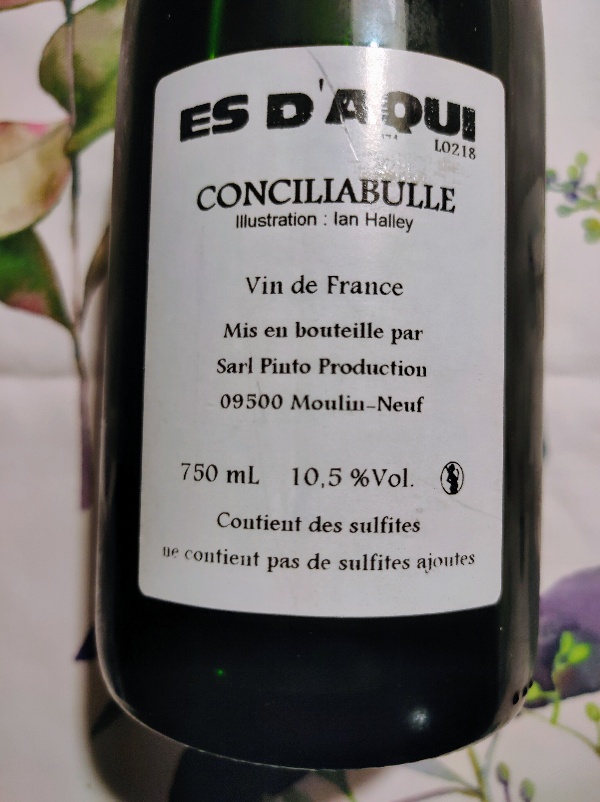 ES D'AQUI
L0218
CONCILIABULLE
Illustration : Ian Halley
Vin de France
Mis en bouteille par
Sarl Pinto Production
09500 Moulin-Neuf
750 mL 10,5 %Vol.
Contient des sulfites
ne contient pas de sulfites ajoutes